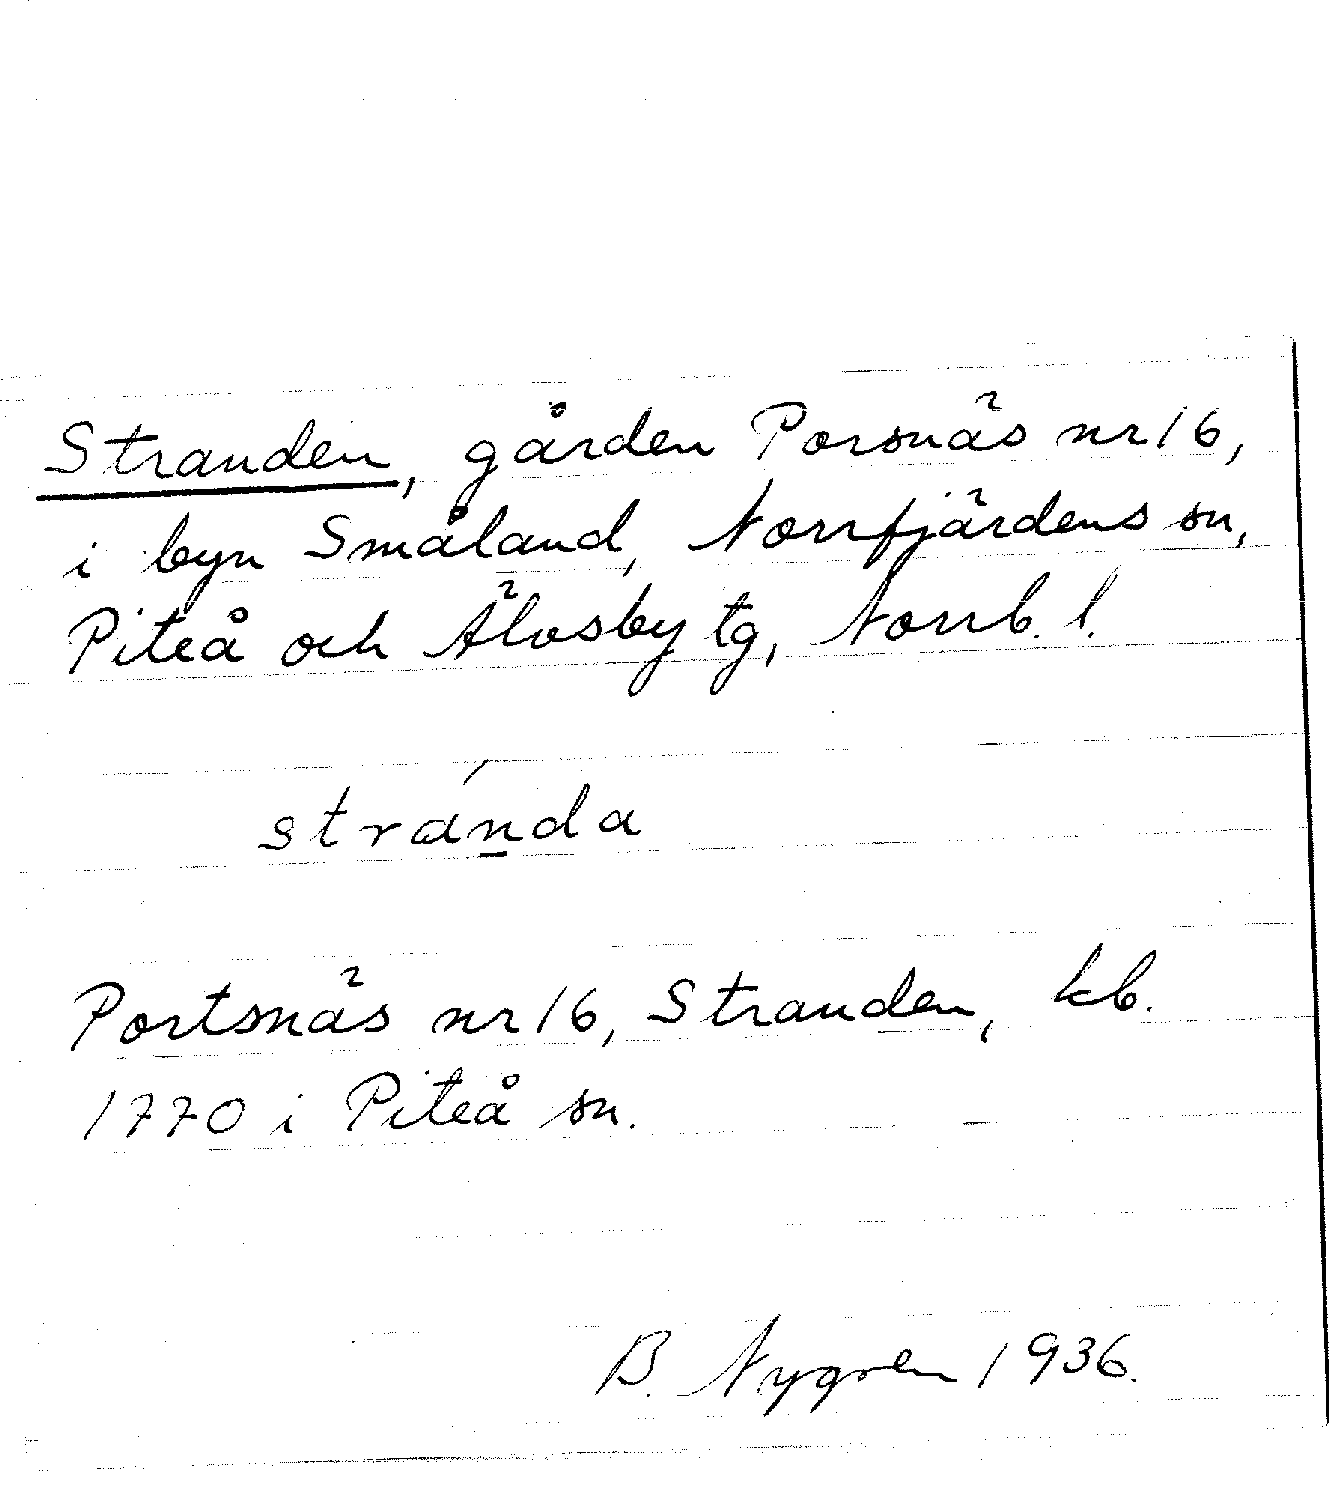 Stranden, gården Porsnäs nr 16,
i byn Småland, Norrfjärdens sn,
Piteå och Älvsby tg, Norrb. l.
stránda
Portsnäs nr 16, Stranden, kb.
1770 i Piteå sn.
B. Nygren 1936.